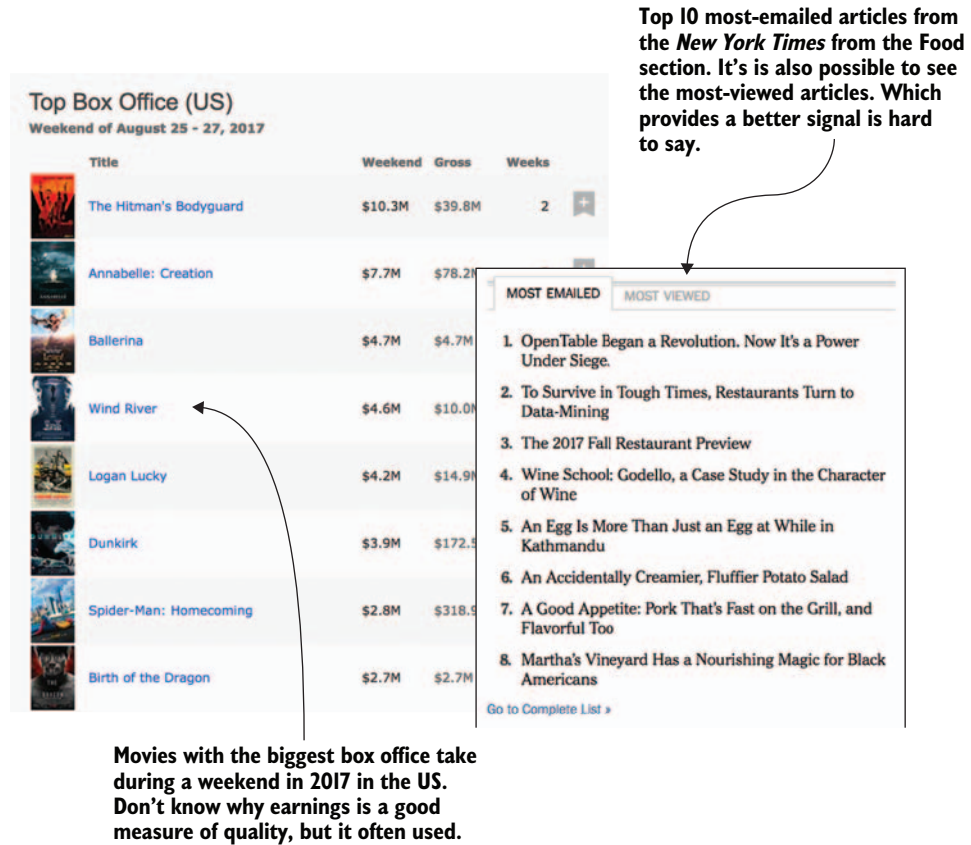 Top 10 most-emailed articles from
the New York Times from the Food
section. It's is also possible to see
the most-viewed articles. Which
provides a better signal is hard
to say.
Top Box Office (US)
Weekend of August 25 - 27, 2017
Title Weekend Gross Weeks
The Hitman's Bodyguard $10.3M $39.8M 2
Annabelle: Creation $7.7M $78.2
Ballerina $4.7M $4.7M
Wind River $4.6M $10.0
Logan Lucky $4.2M $14.9
Dunkirk $3.9M $172.5
Spider-Man: Homecoming $2.8M $318.9
Birth of the Dragon $2.7M $2.7M
MOST EMAILED MOST VIEWED
1. OpenTable Began a Revolution. Now It's a Power
Under Siege.
2. To Survive in Tough Times, Restaurants Turn to
Data-Mining
3. The 2017 Fall Restaurant Preview
4. Wine School: Godello, a Case Study in the Character
of Wine
5. An Egg Is More Than Just an Egg at While in
Kathmandu
6. An Accidentally Creamier, Fluffier Potato Salad
7. A Good Appetite: Pork That's Fast on the Grill, and
Flavorful Too
8. Martha's Vineyard Has a Nourishing Magic for Black
Americans
Go to Complete List »
Movies with the biggest box office take
during a weekend in 2017 in the US.
Don't know why earnings is a good
measure of quality, but it often used.